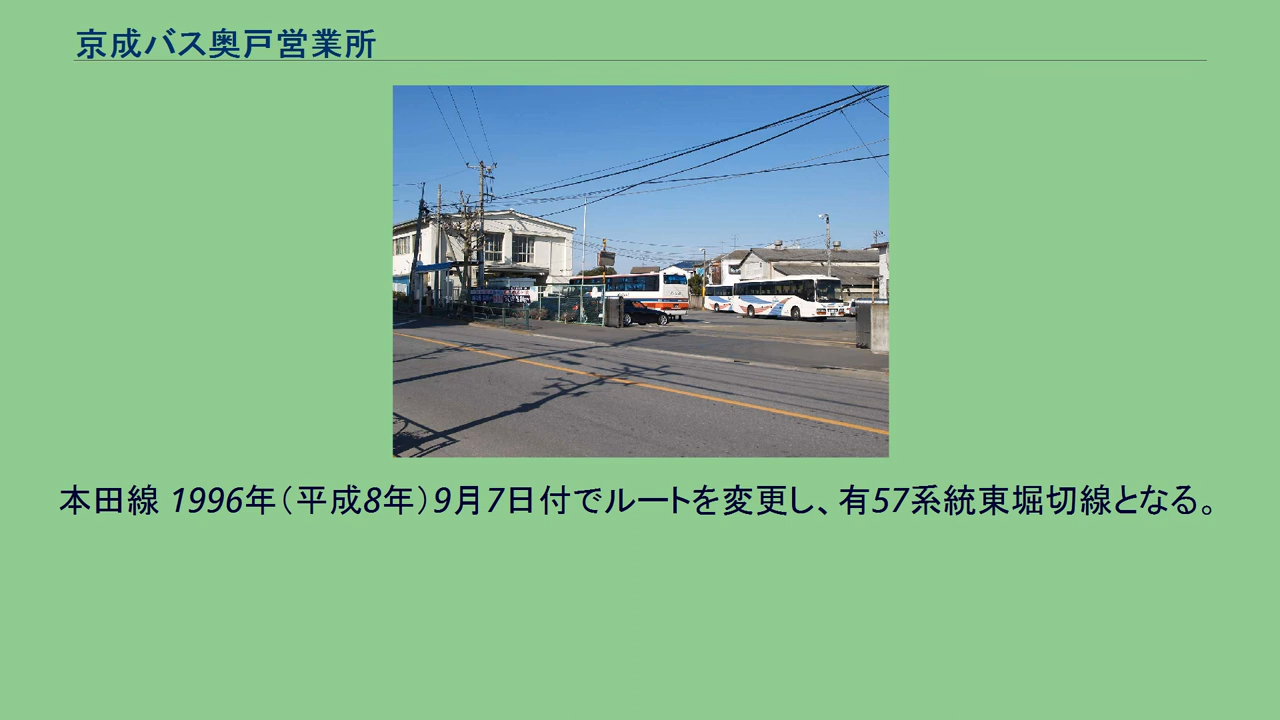 京成バス奥戸営業所
本田線 1996年（平成8年）9月7日付でルートを変更し、有57系統東堀切線となる。